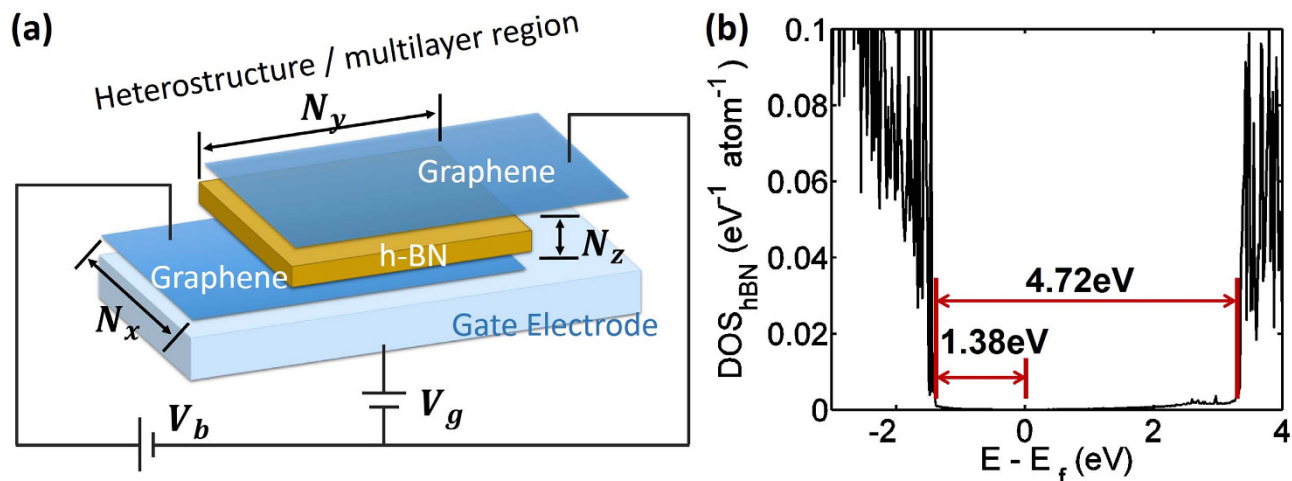 (a)
Heterostructure / multilayer region
N_y
Graphene
N_z
h-BN
Graphene
N_x
Gate Electrode
V_b
V_g
(b)
DOS_hBN (eV⁻¹ atom⁻¹)
0.1
0.08
0.06
0.04
0.02
0
4.72eV
1.38eV
-2
0
2
4
E - E_f (eV)